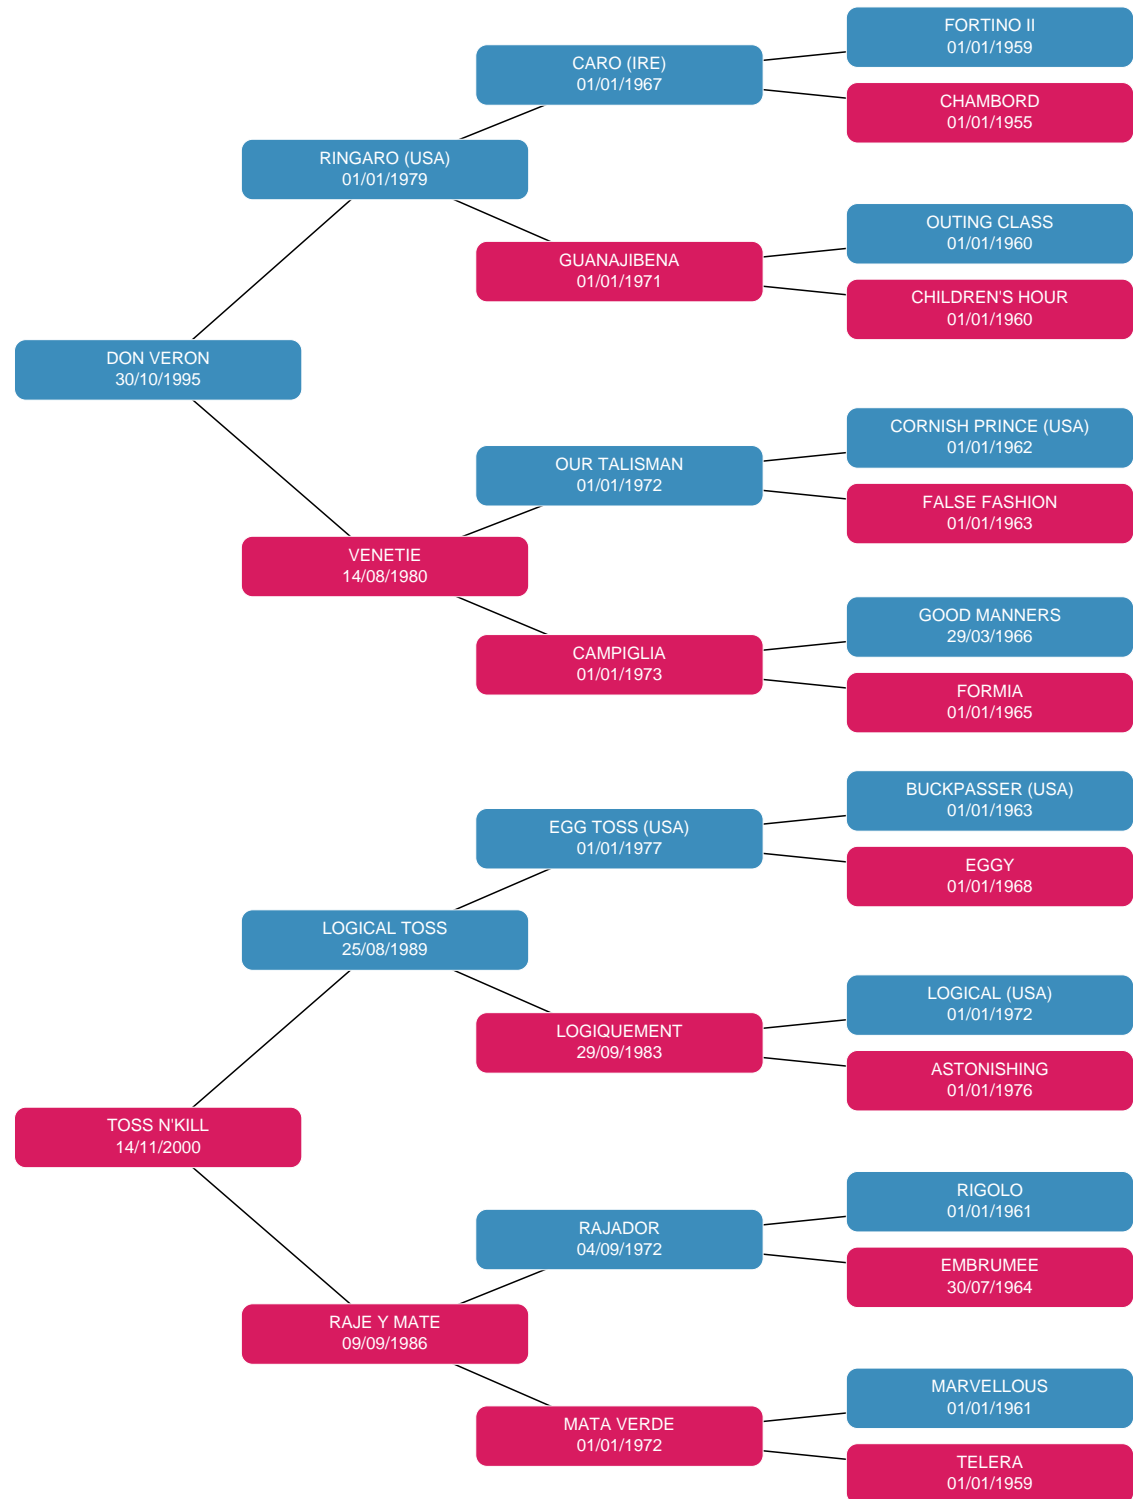 FORTINO II
01/01/1959
CARO (IRE)
01/01/1967
CHAMBORD
01/01/1955
RINGARO (USA)
01/01/1979
OUTING CLASS
01/01/1960
GUANAJIBENA
01/01/1971
CHILDREN'S HOUR
01/01/1960
DON VERON
30/10/1995
CORNISH PRINCE (USA)
01/01/1962
OUR TALISMAN
01/01/1972
FALSE FASHION
01/01/1963
VENETIE
14/08/1980
GOOD MANNERS
29/03/1966
CAMPIGLIA
01/01/1973
FORMIA
01/01/1965
BUCKPASSER (USA)
01/01/1963
EGG TOSS (USA)
01/01/1977
EGGY
01/01/1968
LOGICAL TOSS
25/08/1989
LOGICAL (USA)
01/01/1972
LOGIQUEMENT
29/09/1983
ASTONISHING
01/01/1976
TOSS N'KILL
14/11/2000
RIGOLO
01/01/1961
RAJADOR
04/09/1972
EMBRUMEE
30/07/1964
RAJE Y MATE
09/09/1986
MARVELLOUS
01/01/1961
MATA VERDE
01/01/1972
TELERA
01/01/1959